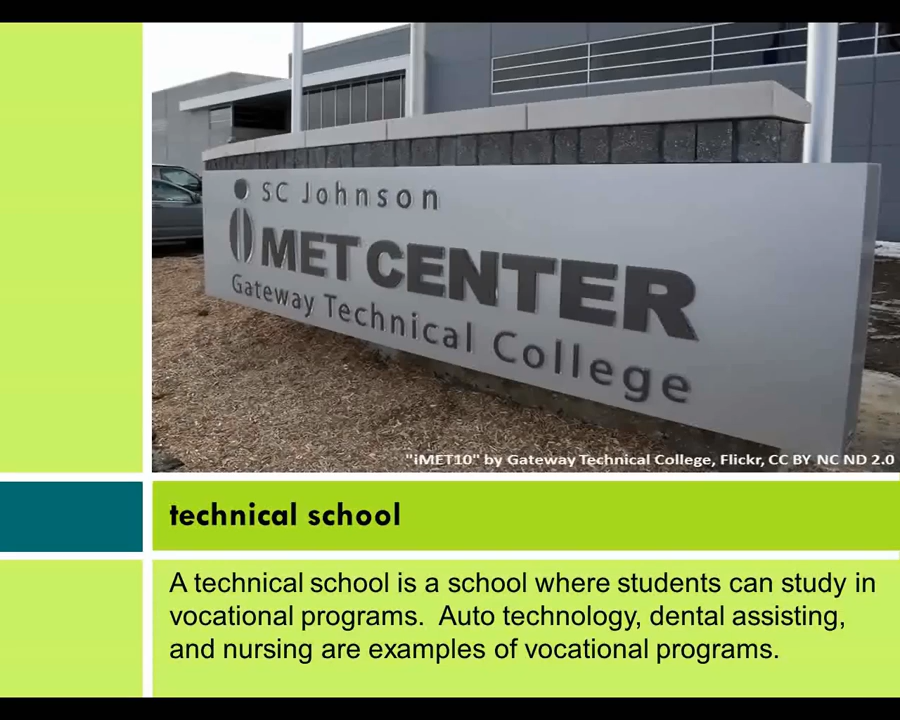 SC Johnson
iMET CENTER
Gateway Technical College
"iMET10" by Gateway Technical College, Flickr, CC BY NC ND 2.0
technical school
A technical school is a school where students can study in
vocational programs.  Auto technology, dental assisting,
and nursing are examples of vocational programs.